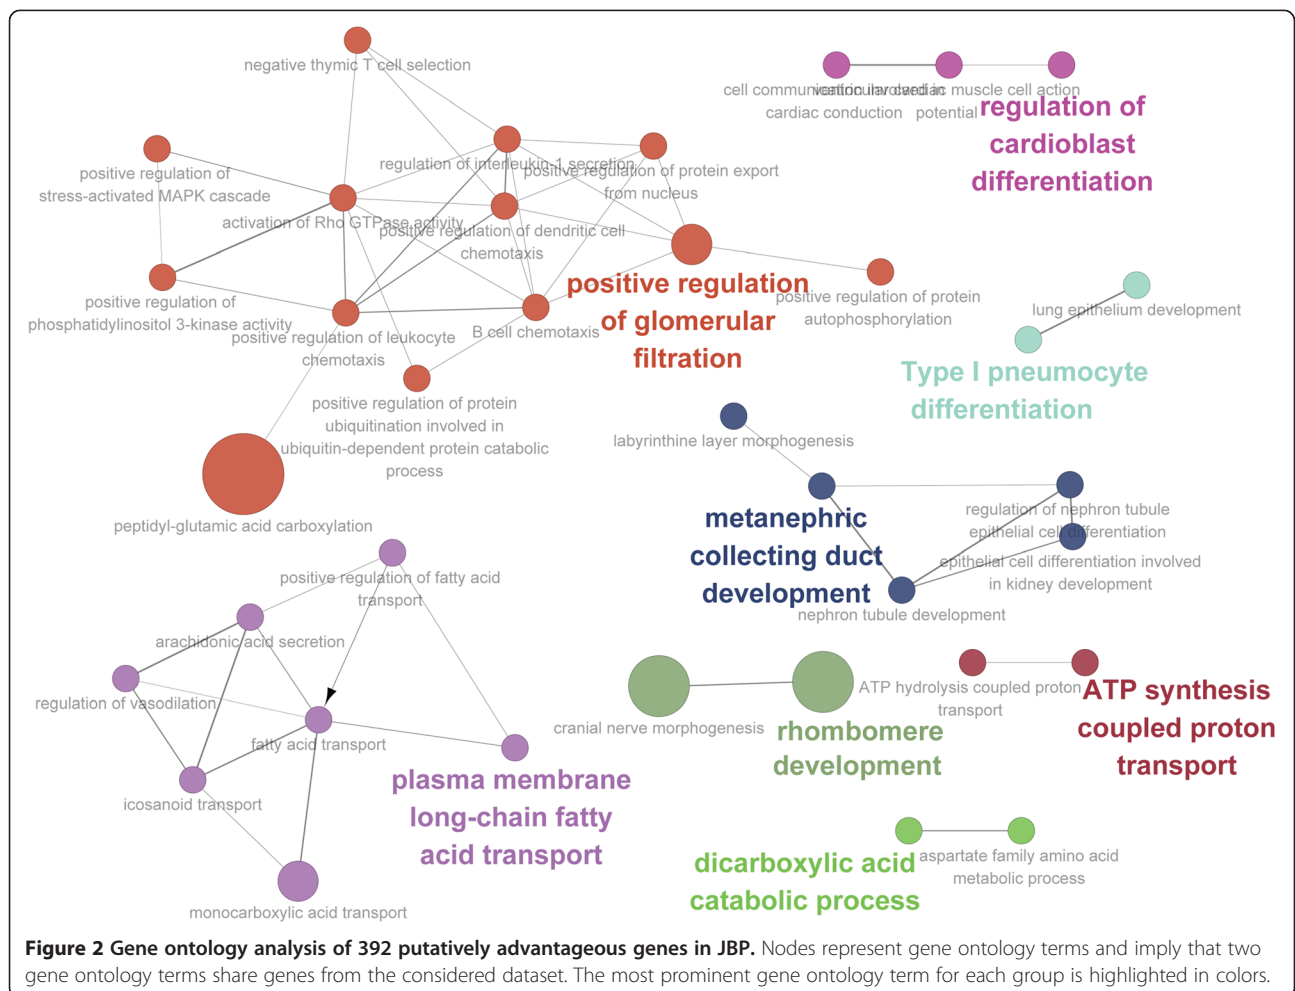 negative thymic T cell selection
positive regulation of
stress-activated MAPK cascade
regulation of interleukin-1 secretion
positive regulation of protein export
from nucleus
activation of Rho GTPase activity
positive regulation of dendritic cell
chemotaxis
positive regulation
of glomerular
filtration
positive regulation of protein
autophosphorylation
positive regulation of
phosphatidylinositol 3-kinase activity
positive regulation of leukocyte
chemotaxis
B cell chemotaxis
positive regulation of protein
ubiquitination involved in
ubiquitin-dependent protein catabolic
process
peptidyl-glutamic acid carboxylation
cell communication involved in
cardiac conduction
ventricular cardiac muscle cell action
potential
regulation of
cardioblast
differentiation
lung epithelium development
Type I pneumocyte
differentiation
labyrinthine layer morphogenesis
metanephric
collecting duct
development
regulation of nephron tubule
epithelial cell differentiation
epithelial cell differentiation involved
in kidney development
nephron tubule development
positive regulation of fatty acid
transport
arachidonic acid secretion
regulation of vasodilation
fatty acid transport
icosanoid transport
plasma membrane
long-chain fatty
acid transport
monocarboxylic acid transport
cranial nerve morphogenesis
rhombomere
development
ATP hydrolysis coupled proton
transport
ATP synthesis
coupled proton
transport
dicarboxylic acid
catabolic process
aspartate family amino acid
metabolic process
Figure 2 Gene ontology analysis of 392 putatively advantageous genes in JBP. Nodes represent gene ontology terms and imply that two
gene ontology terms share genes from the considered dataset. The most prominent gene ontology term for each group is highlighted in colors.